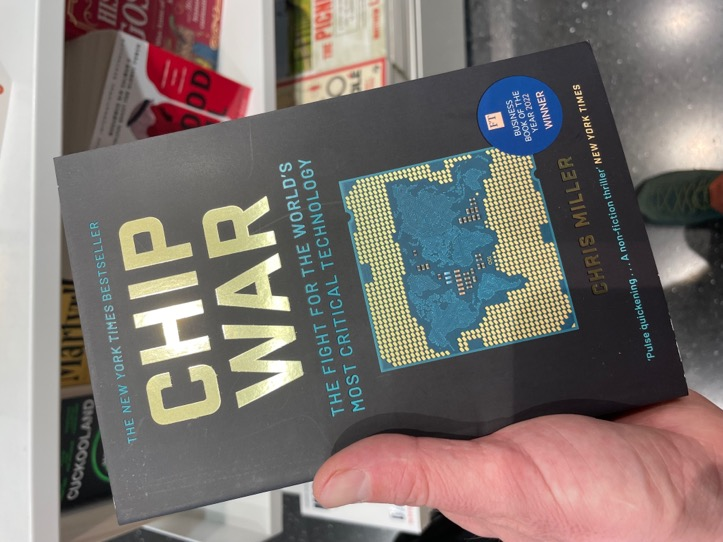 THE NEW YORK TIMES BESTSELLER
CHIP
WAR
THE FIGHT FOR THE WORLD'S
MOST CRITICAL TECHNOLOGY
FT
BUSINESS
BOOK OF THE
YEAR 2022
WINNER
CHRIS MILLER
'Pulse quickening . . . A non-fiction thriller' NEW YORK TIMES
CUCKOOLAND